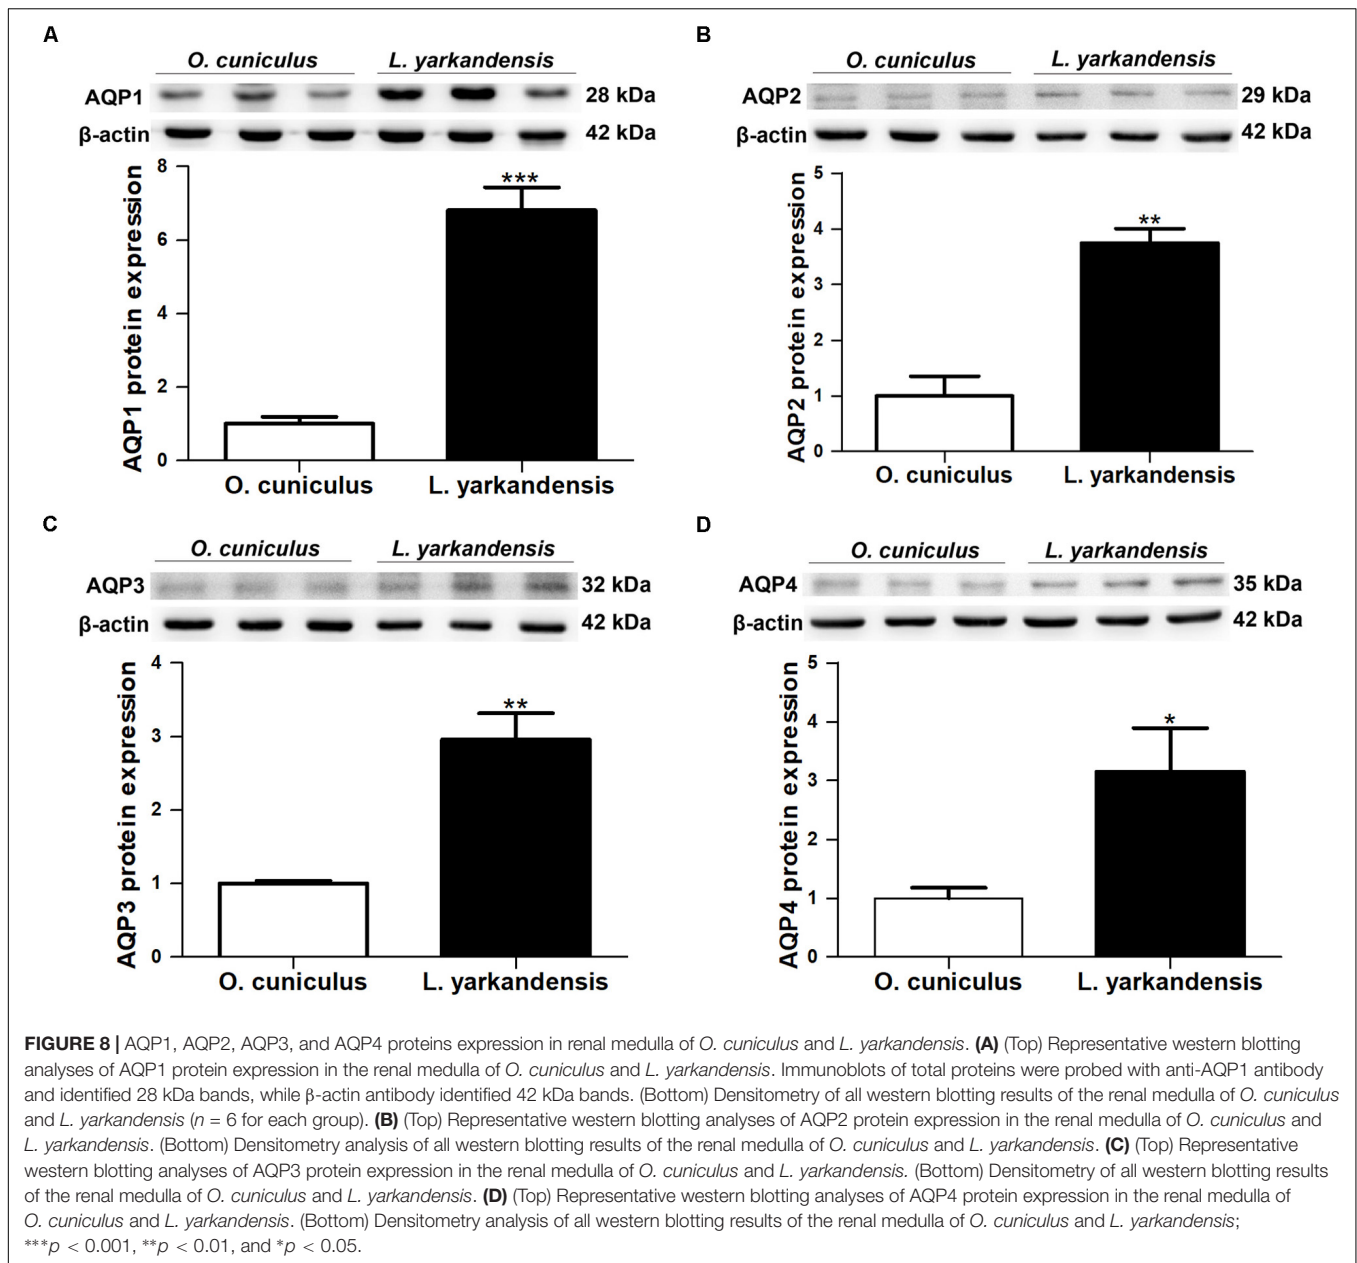 A
O. cuniculus L. yarkandensis
AQP1 28 kDa
β-actin 42 kDa
AQP1 protein expression
8
6
4
2
0
***
O. cuniculus L. yarkandensis
B
O. cuniculus L. yarkandensis
AQP2 29 kDa
β-actin 42 kDa
AQP2 protein expression
5
4
3
2
1
0
**
O. cuniculus L. yarkandensis
C
O. cuniculus L. yarkandensis
AQP3 32 kDa
β-actin 42 kDa
AQP3 protein expression
4
3
2
1
0
**
O. cuniculus L. yarkandensis
D
O. cuniculus L. yarkandensis
AQP4 35 kDa
β-actin 42 kDa
AQP4 protein expression
5
4
3
2
1
0
*
O. cuniculus L. yarkandensis
FIGURE 8 | AQP1, AQP2, AQP3, and AQP4 proteins expression in renal medulla of O. cuniculus and L. yarkandensis. (A) (Top) Representative western blotting
analyses of AQP1 protein expression in the renal medulla of O. cuniculus and L. yarkandensis. Immunoblots of total proteins were probed with anti-AQP1 antibody
and identified 28 kDa bands, while β-actin antibody identified 42 kDa bands. (Bottom) Densitometry of all western blotting results of the renal medulla of O. cuniculus
and L. yarkandensis (n = 6 for each group). (B) (Top) Representative western blotting analyses of AQP2 protein expression in the renal medulla of O. cuniculus and
L. yarkandensis. (Bottom) Densitometry analysis of all western blotting results of the renal medulla of O. cuniculus and L. yarkandensis. (C) (Top) Representative
western blotting analyses of AQP3 protein expression in the renal medulla of O. cuniculus and L. yarkandensis. (Bottom) Densitometry of all western blotting results
of the renal medulla of O. cuniculus and L. yarkandensis. (D) (Top) Representative western blotting analyses of AQP4 protein expression in the renal medulla of
O. cuniculus and L. yarkandensis. (Bottom) Densitometry analysis of all western blotting results of the renal medulla of O. cuniculus and L. yarkandensis;
***p < 0.001, **p < 0.01, and *p < 0.05.